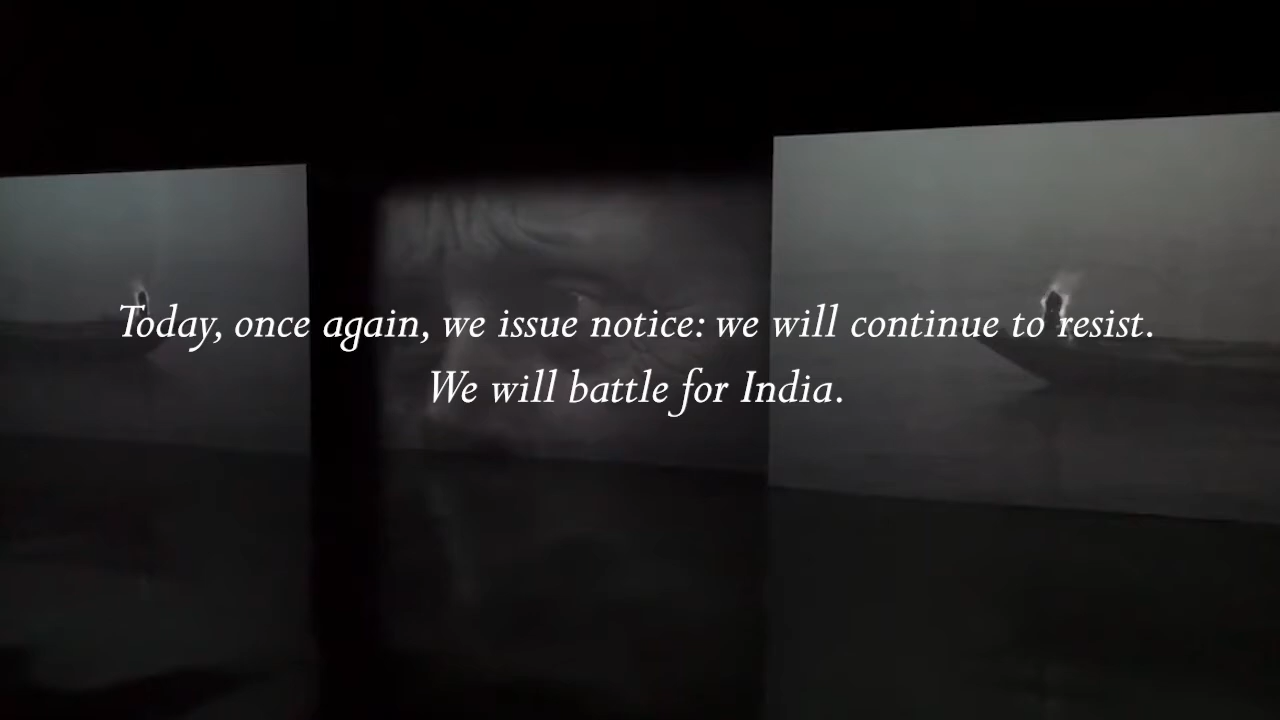 Today, once again, we issue notice: we will continue to resist.
We will battle for India.